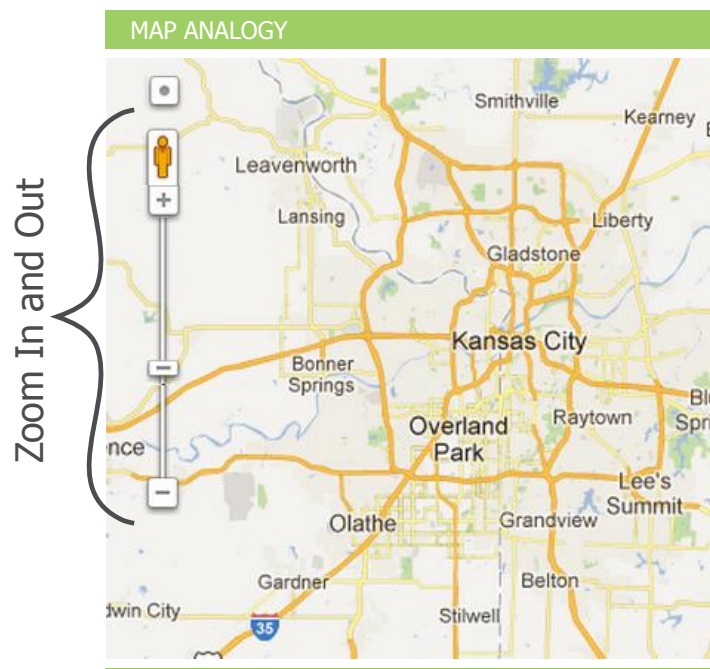 MAP ANALOGY
Zoom In and Out
Smithville
Kearney
Leavenworth
Lansing
Liberty
Gladstone
Kansas City
Bonner
Springs
Overland
Park
Raytown
Bl
Spri
nce
Lee's
Summit
Olathe
Grandview
Gardner
Belton
dwin City
35
Stilwell